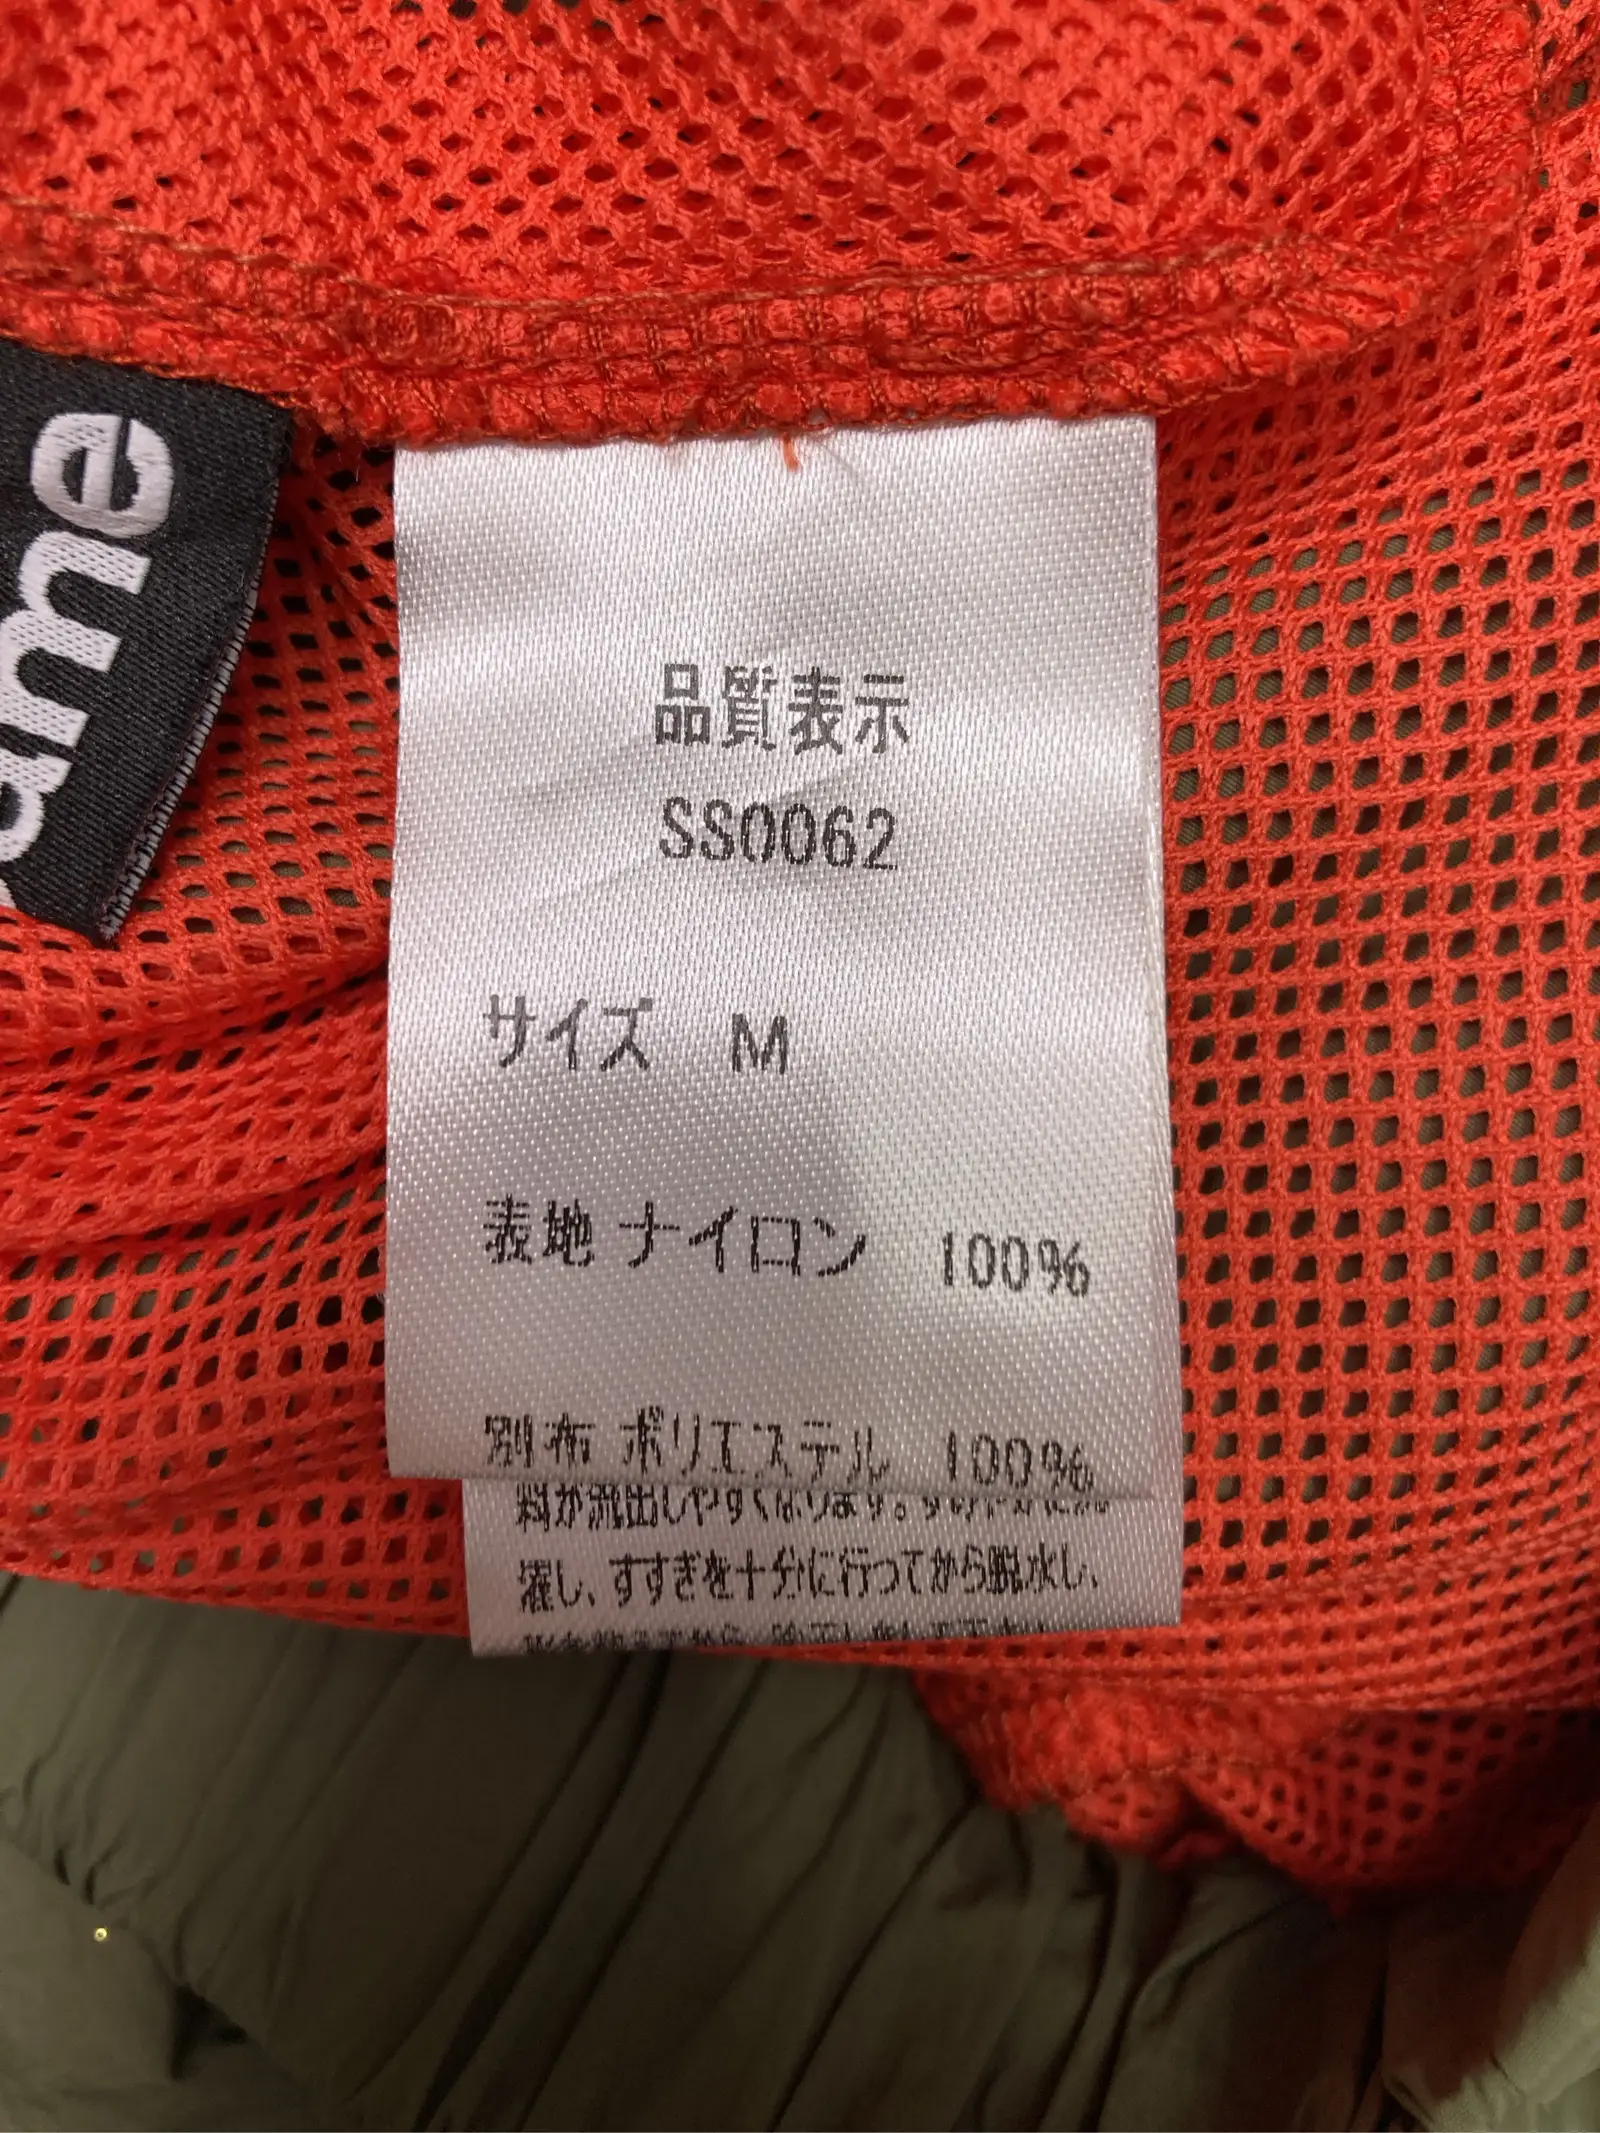 ame
品質表示
SS0062
サイズ M
表地 ナイロン 100%
別布 ポリエステル 100%
料が流出しやすくなります。
濯し、すすぎを十分に行ってから脱水し、